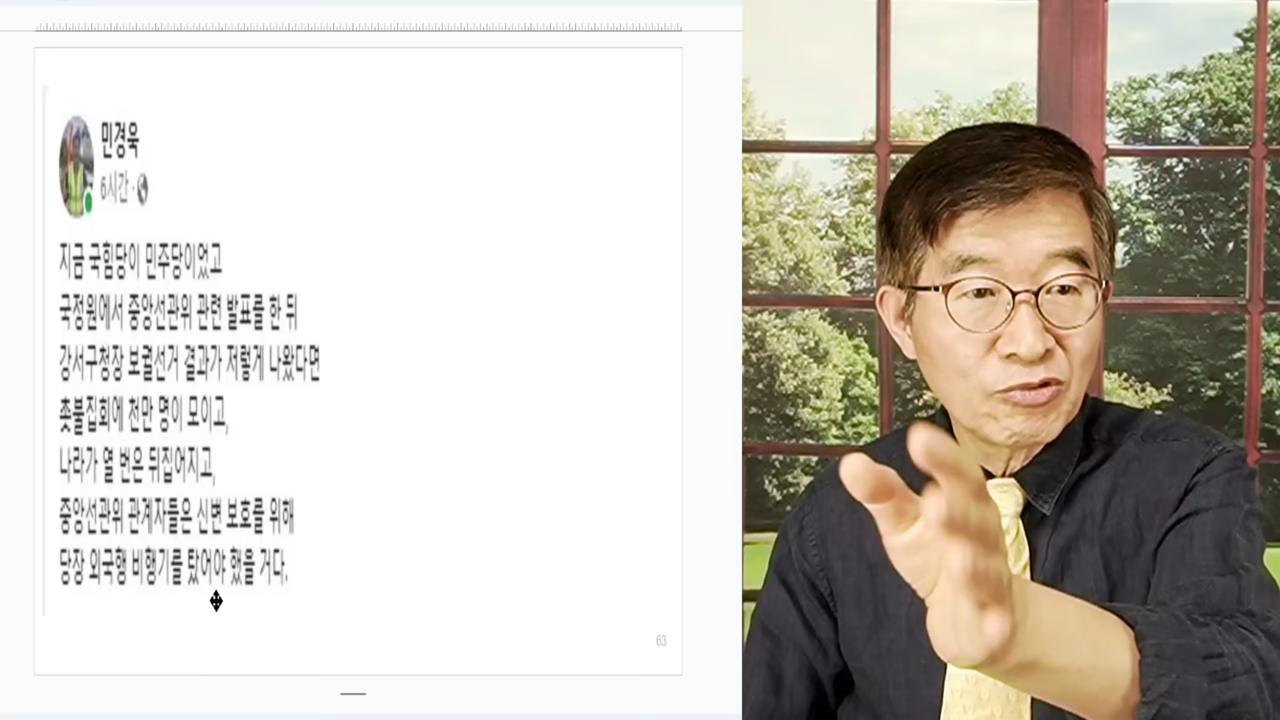 민경욱
6시간 ·
지금 국힘당이 민주당이었고
국정원에서 중앙선관위 관련 발표를 한 뒤
강서구청장 보궐선거 결과가 저렇게 나왔다면
촛불집회에 천만 명이 모이고,
나라가 열 번은 뒤집어지고,
중앙선관위 관계자들은 신변 보호를 위해
당장 외국행 비행기를 탔어야 했을 거다.
63